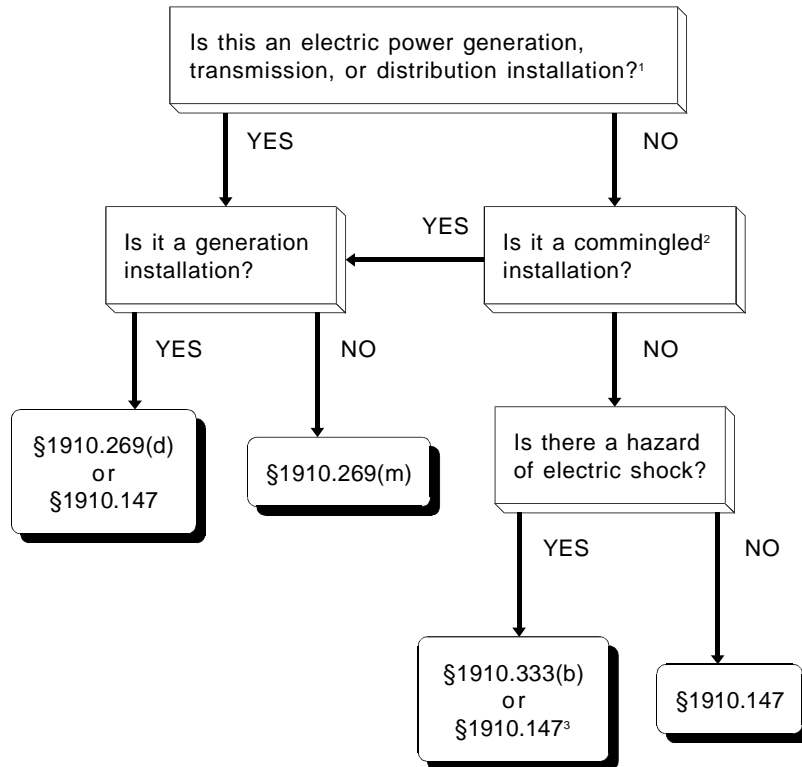 Is this an electric power generation,
transmission, or distribution installation?¹
YES
NO
Is it a generation
installation?
YES
Is it a commingled²
installation?
YES
NO
NO
§1910.269(d)
or
§1910.147
§1910.269(m)
Is there a hazard
of electric shock?
YES
NO
§1910.333(b)
or
§1910.147³
§1910.147